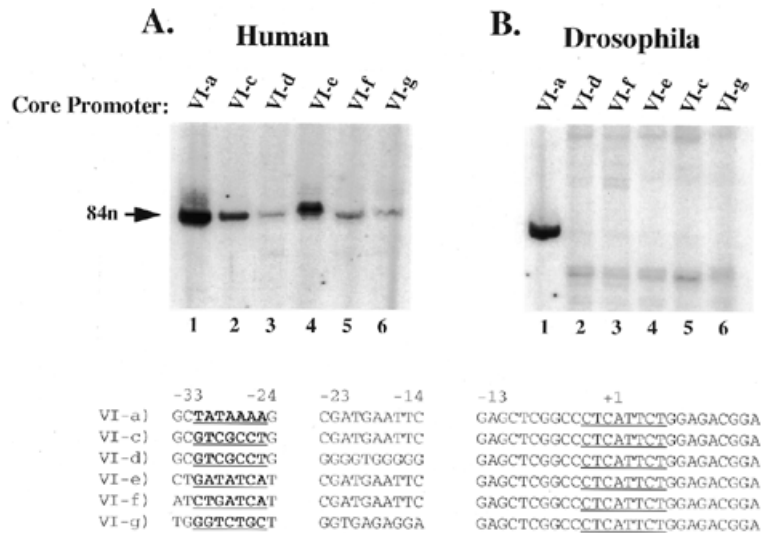 A.
Human
B.
Drosophila
Core Promoter:
VI-a
VI-c
VI-d
VI-e
VI-f
VI-g
VI-a
VI-d
VI-f
VI-e
VI-c
VI-g
84n
1 2 3 4 5 6
1 2 3 4 5 6
-33 -24 -23 -14 -13 +1
VI-a) GCTATAAAAG CGATGAATTC GAGCTCGGCCCTCATTCTGGAGACGGA
VI-c) GCGTCGCCTG CGATGAATTC GAGCTCGGCCCTCATTCTGGAGACGGA
VI-d) GCGTCGCCTG GGGGTGGGGG GAGCTCGGCCCTCATTCTGGAGACGGA
VI-e) CTGATATCAT CGATGAATTC GAGCTCGGCCCTCATTCTGGAGACGGA
VI-f) ATCTGATCAT CGATGAATTC GAGCTCGGCCCTCATTCTGGAGACGGA
VI-g) TGGGTCTGCT GGTGAGAGGA GAGCTCGGCCCTCATTCTGGAGACGGA